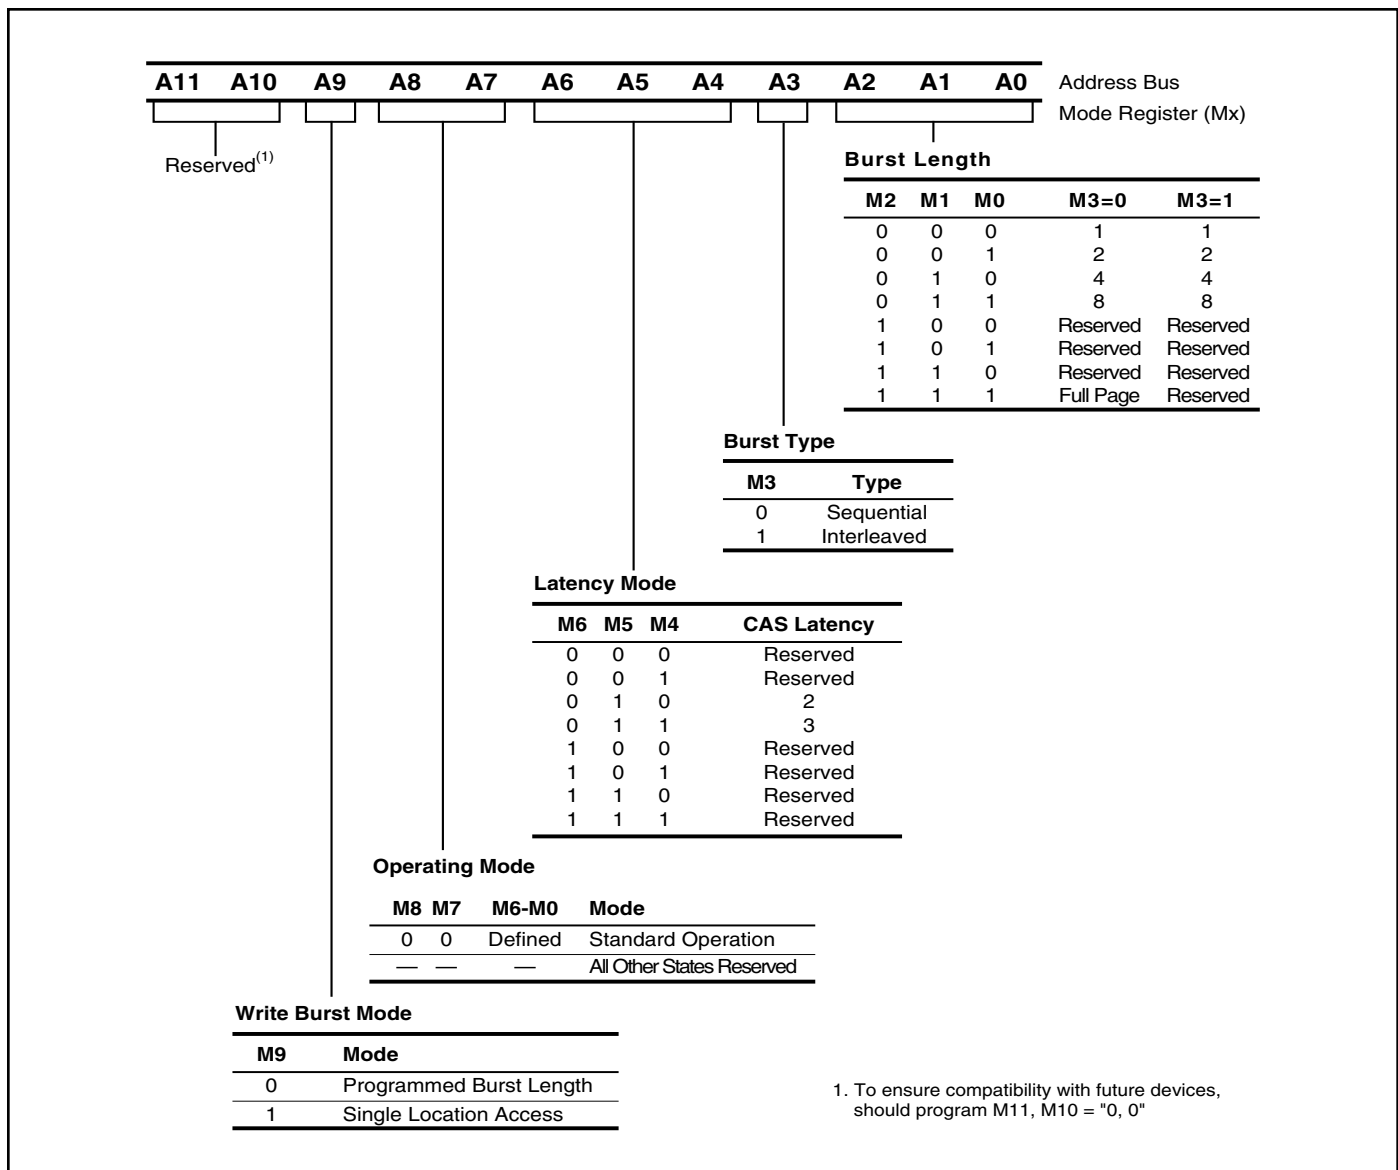 A11 A10 A9 A8 A7 A6 A5 A4 A3 A2 A1 A0 Address Bus
Mode Register (Mx)
Reserved(1)
Burst Length
M2 M1 M0 M3=0 M3=1
0 0 0 1 1
0 0 1 2 2
0 1 0 4 4
0 1 1 8 8
1 0 0 Reserved Reserved
1 0 1 Reserved Reserved
1 1 0 Reserved Reserved
1 1 1 Full Page Reserved
Burst Type
M3 Type
0 Sequential
1 Interleaved
Latency Mode
M6 M5 M4 CAS Latency
0 0 0 Reserved
0 0 1 Reserved
0 1 0 2
0 1 1 3
1 0 0 Reserved
1 0 1 Reserved
1 1 0 Reserved
1 1 1 Reserved
Operating Mode
M8 M7 M6-M0 Mode
0 0 Defined Standard Operation
— — — All Other States Reserved
Write Burst Mode
M9 Mode
0 Programmed Burst Length
1 Single Location Access
1. To ensure compatibility with future devices,
should program M11, M10 = "0, 0"